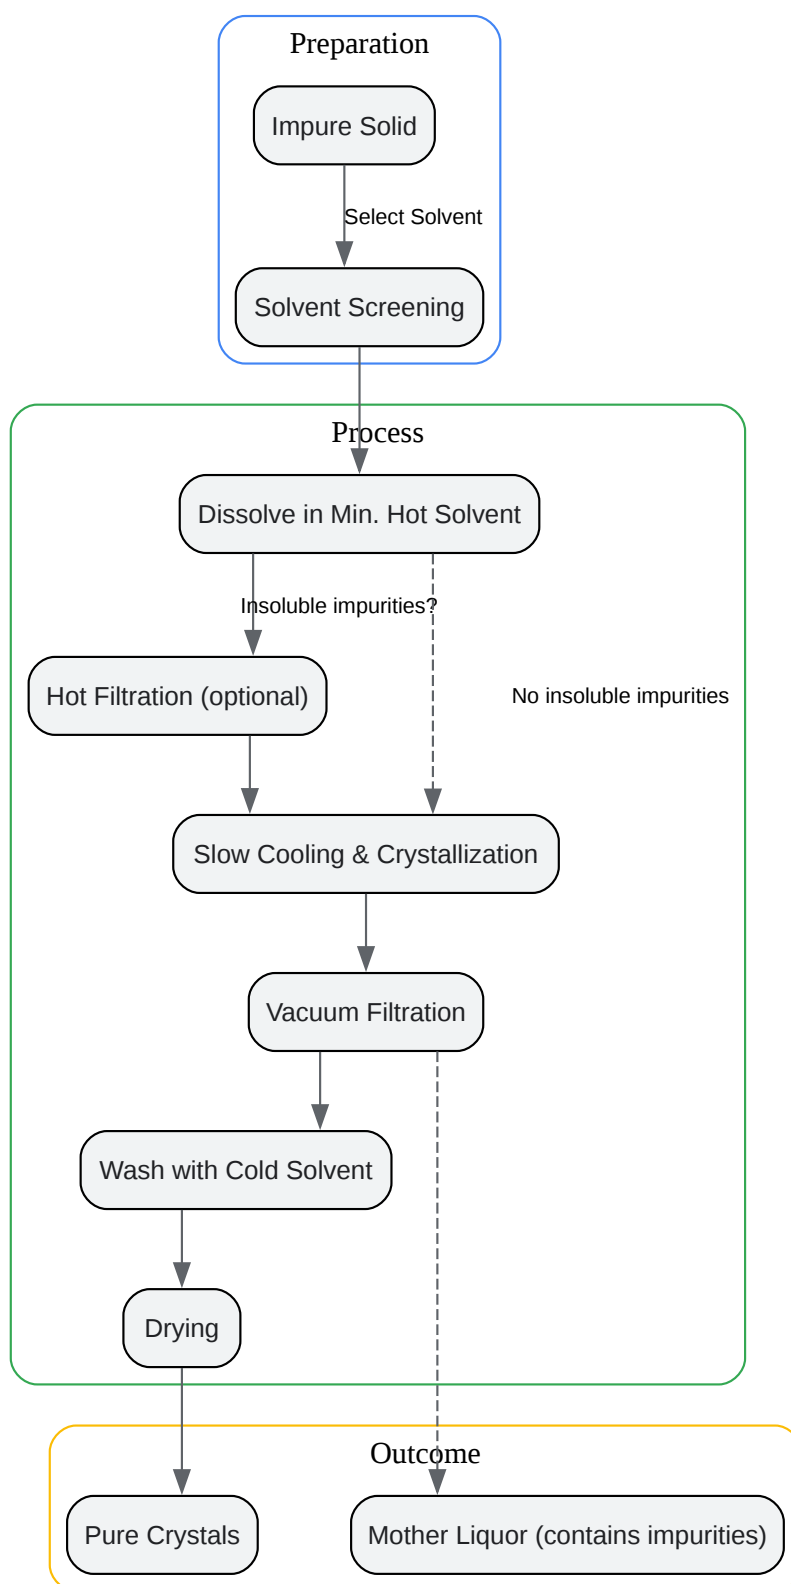 Preparation
Impure Solid
Select Solvent
Solvent Screening
Process
Dissolve in Min. Hot Solvent
Insoluble impurities?
Hot Filtration (optional)
No insoluble impurities
Slow Cooling & Crystallization
Vacuum Filtration
Wash with Cold Solvent
Drying
Outcome
Pure Crystals
Mother Liquor (contains impurities)